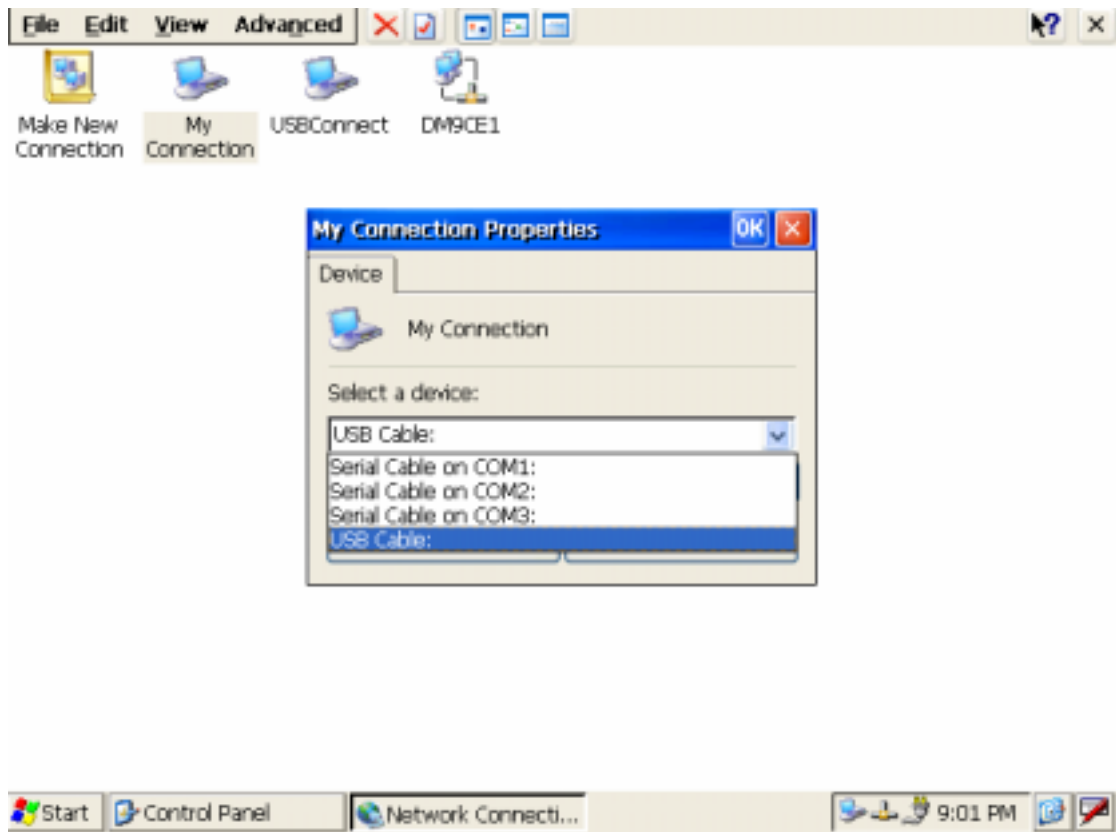 File Edit View Advanced
Make New Connection
My Connection
USBConnect
DM9CE1
My Connection Properties OK
Device
My Connection
Select a device:
USB Cable:
Serial Cable on COM1:
Serial Cable on COM2:
Serial Cable on COM3:
USB Cable:
Start Control Panel Network Connecti... 9:01 PM